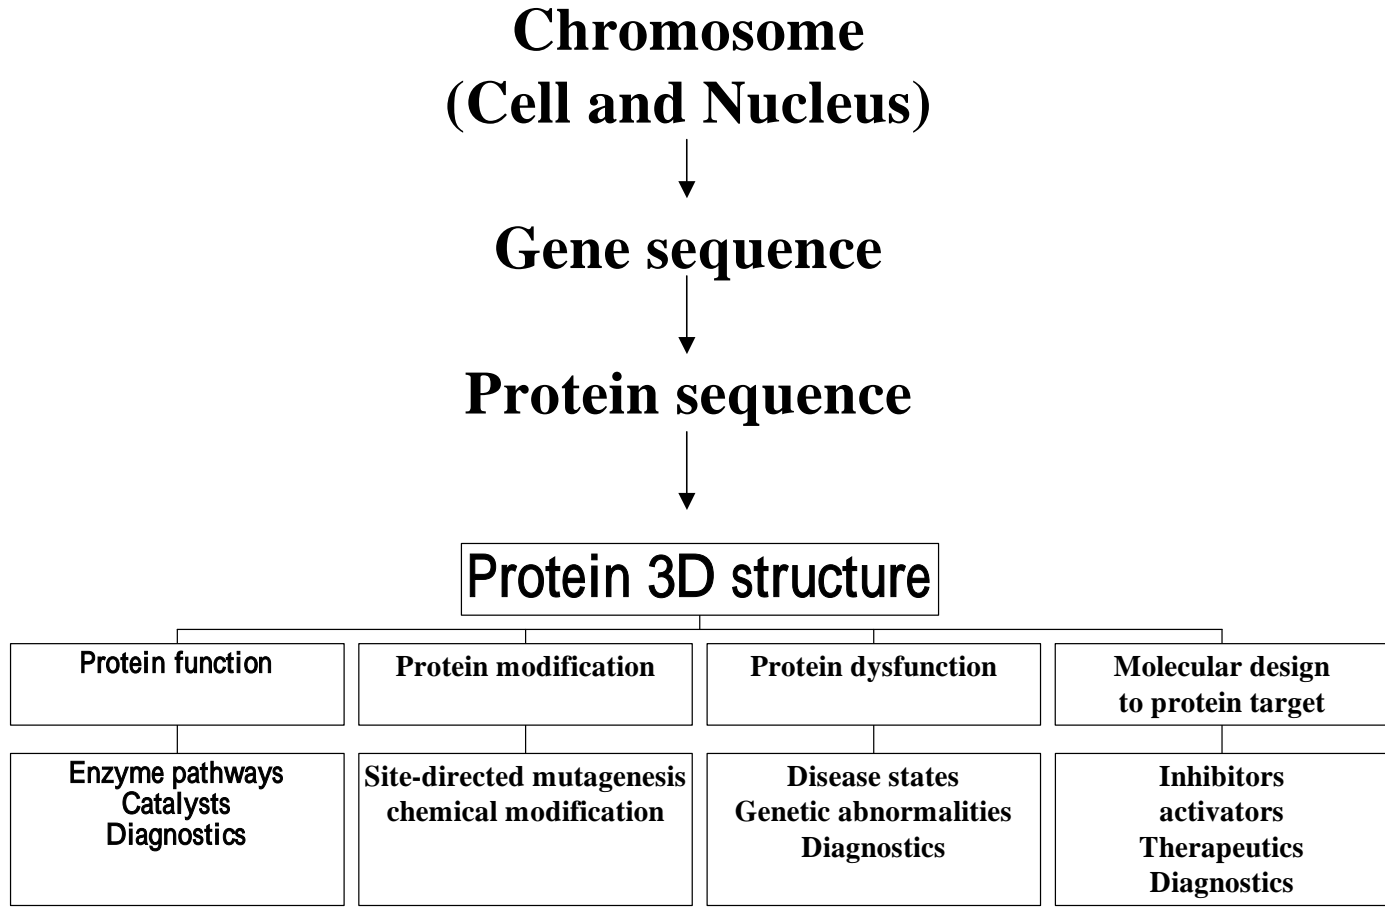 Chromosome
(Cell and Nucleus)
Gene sequence
Protein sequence
Protein 3D structure
Protein function
Protein modification
Protein dysfunction
Molecular design
to protein target
Enzyme pathways
Catalysts
Diagnostics
Site-directed mutagenesis
chemical modification
Disease states
Genetic abnormalities
Diagnostics
Inhibitors
activators
Therapeutics
Diagnostics